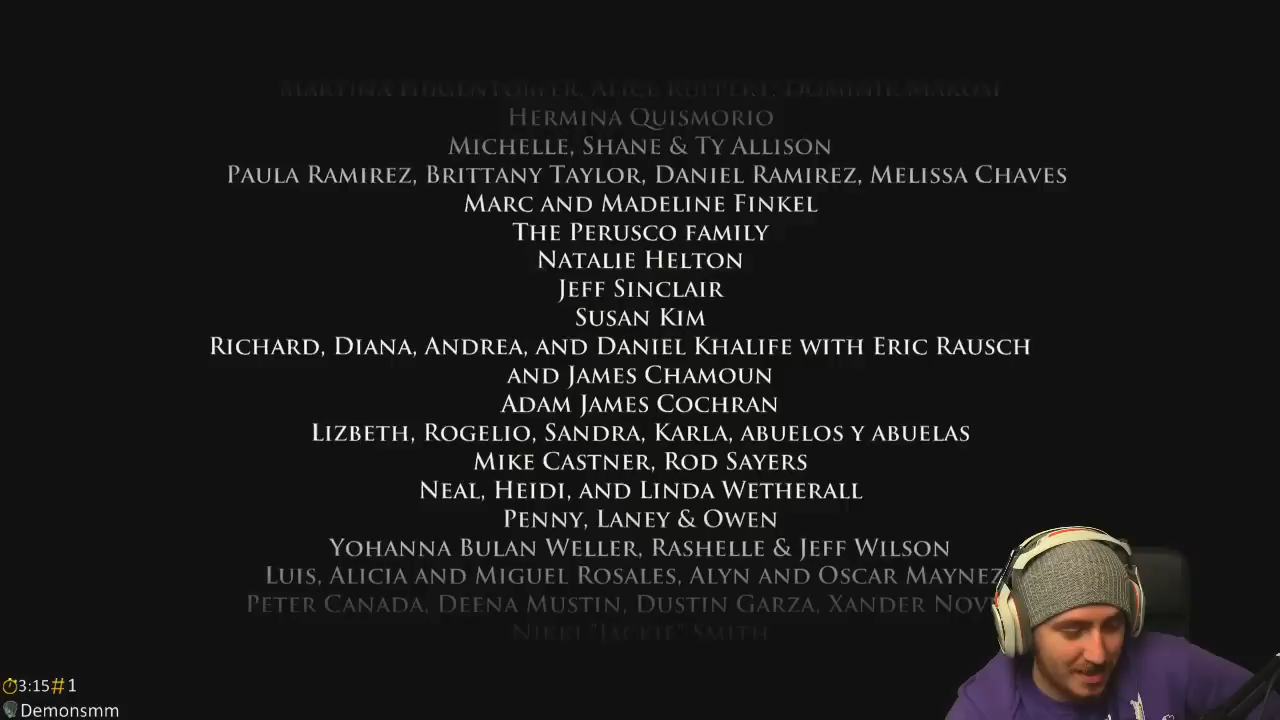 Hermina Quismorio
Michelle, Shane & Ty Allison
Paula Ramirez, Brittany Taylor, Daniel Ramirez, Melissa Chaves
Marc and Madeline Finkel
The Perusco family
Natalie Helton
Jeff Sinclair
Susan Kim
Richard, Diana, Andrea, and Daniel Khalife with Eric Rausch
and James Chamoun
Adam James Cochran
Lizbeth, Rogelio, Sandra, Karla, abuelos y abuelas
Mike Castner, Rod Sayers
Neal, Heidi, and Linda Wetherall
Penny, Laney & Owen
Yohanna Bulan Weller, Rashelle & Jeff Wilson
Luis, Alicia and Miguel Rosales, Alyn and Oscar Maynez
Peter Canada, Deena Mustin, Dustin Garza, Xander
Nikki "Jackie" Smith
3:15 #1
Demonsmm